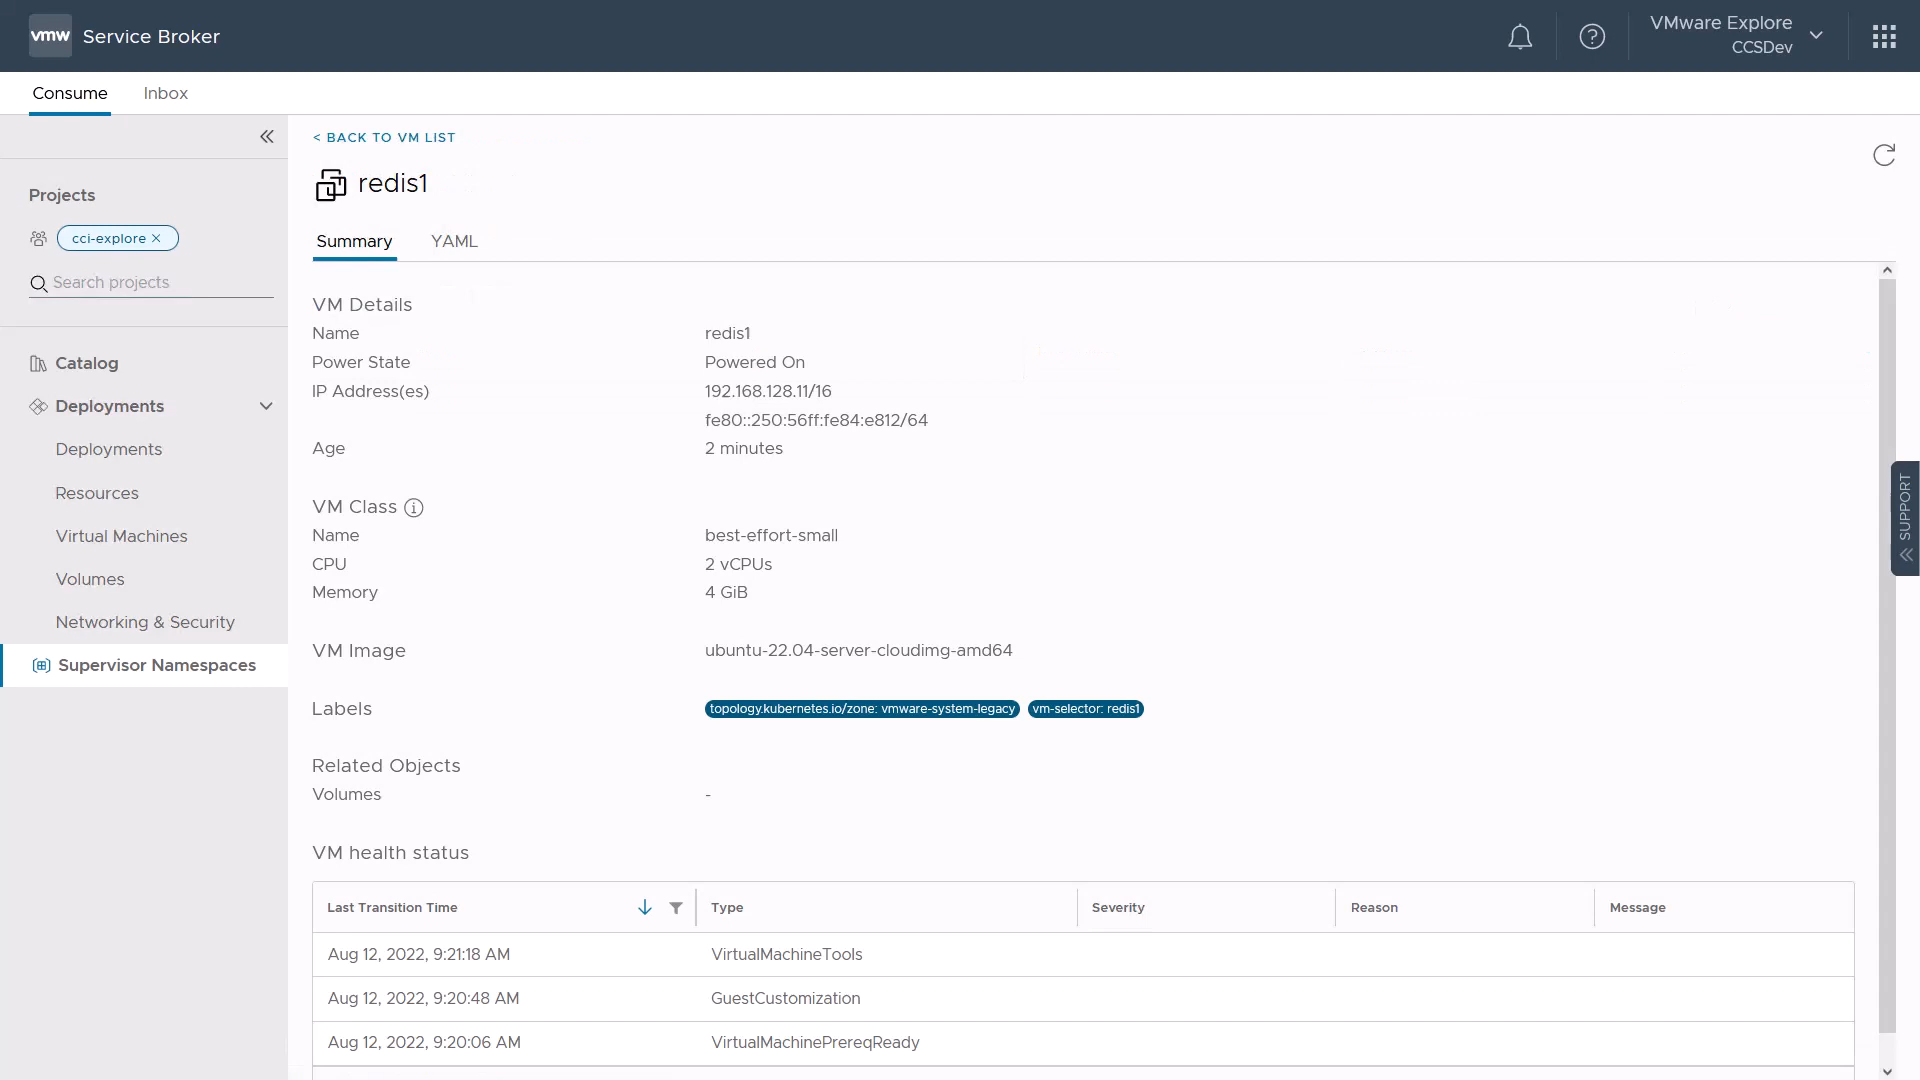 vmw Service Broker
VMware Explore
CCSDev
Consume Inbox
< BACK TO VM LIST
redis1
Projects
cci-explore
Search projects
Summary YAML
Catalog
Deployments
Deployments
Resources
Virtual Machines
Volumes
Networking & Security
Supervisor Namespaces
VM Details
Name redis1
Power State Powered On
IP Address(es) 192.168.128.11/16
fe80::250:56ff:fe84:e812/64
Age 2 minutes
VM Class
Name best-effort-small
CPU 2 vCPUs
Memory 4 GiB
VM Image ubuntu-22.04-server-cloudimg-amd64
Labels topology.kubernetes.io/zone: vmware-system-legacy vm-selector: redis1
Related Objects
Volumes -
VM health status
Last Transition Time Type Severity Reason Message
Aug 12, 2022, 9:21:18 AM VirtualMachineTools
Aug 12, 2022, 9:20:48 AM GuestCustomization
Aug 12, 2022, 9:20:06 AM VirtualMachinePrereqReady
SUPPORT